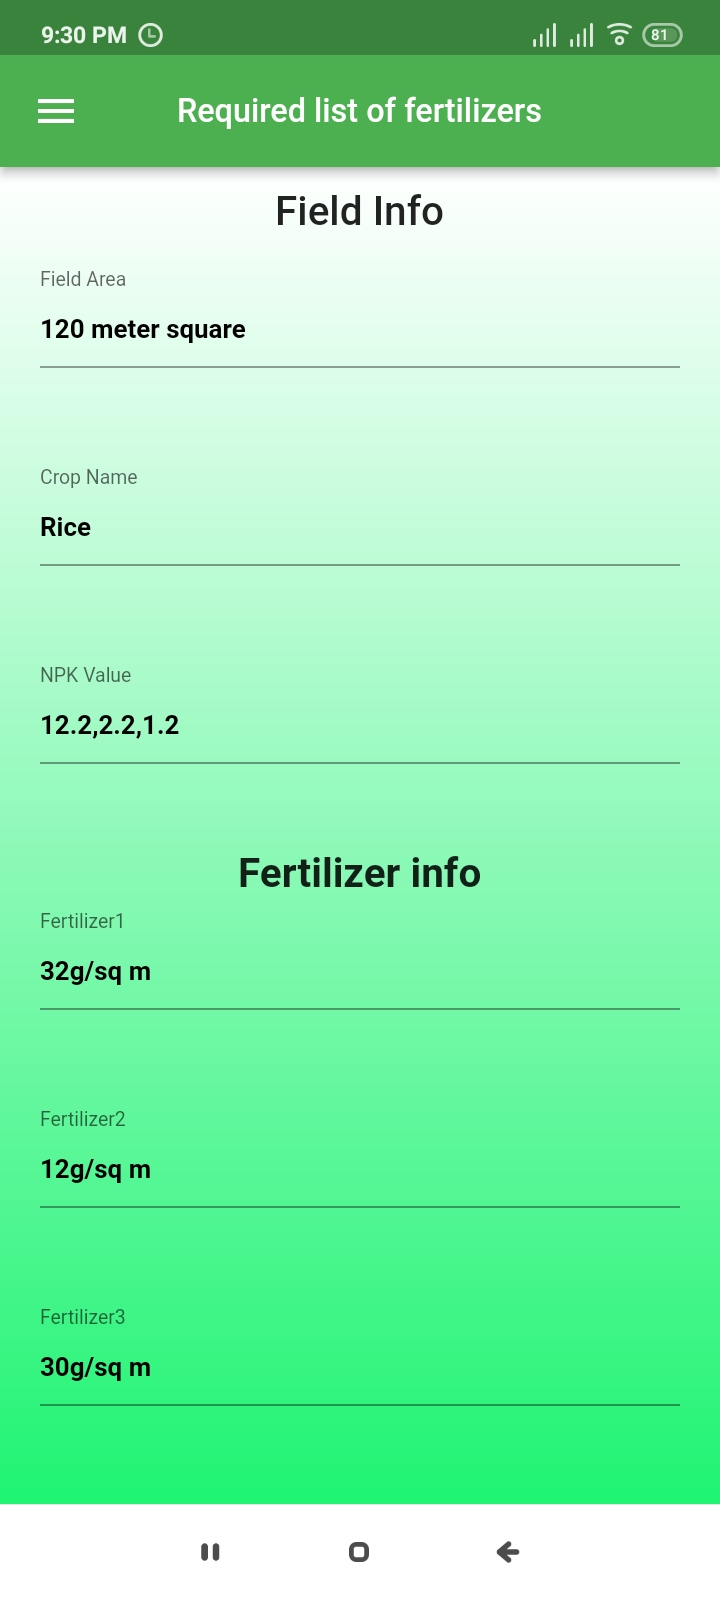 9:30 PM
81
Required list of fertilizers
Field Info
Field Area
120 meter square
Crop Name
Rice
NPK Value
12.2,2.2,1.2
Fertilizer info
Fertilizer1
32g/sq m
Fertilizer2
12g/sq m
Fertilizer3
30g/sq m